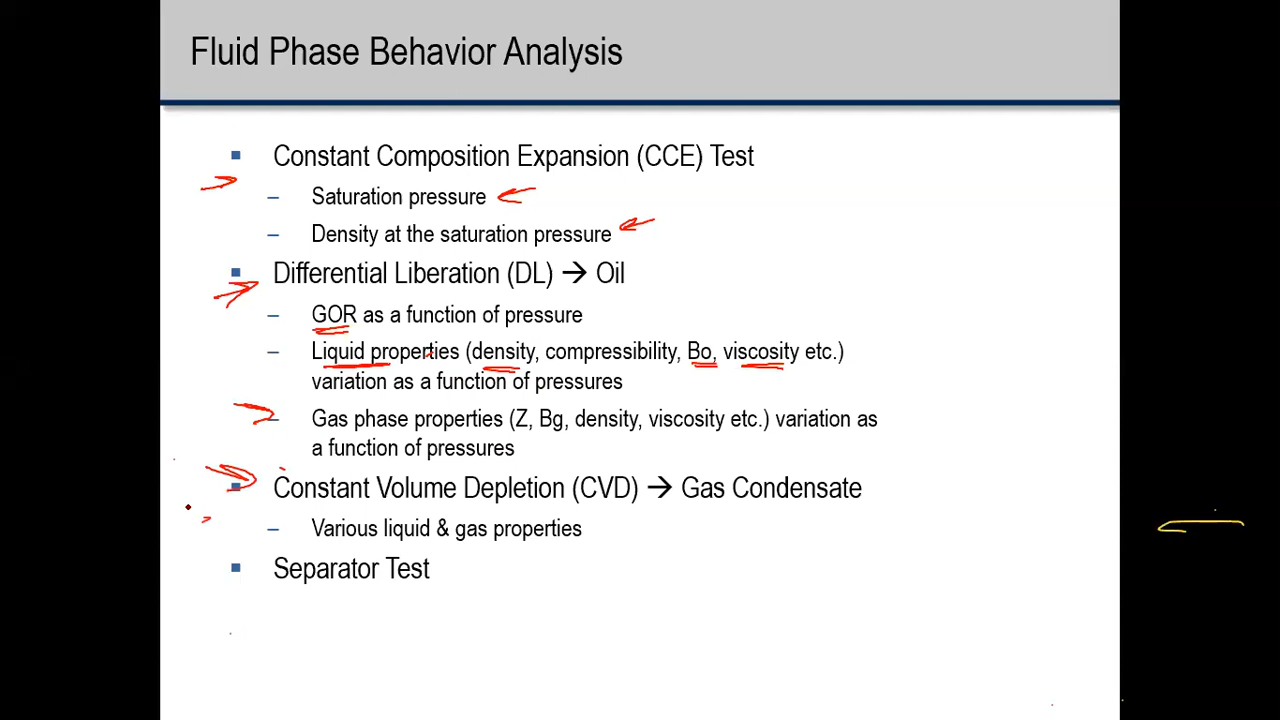 Fluid Phase Behavior Analysis
▪ Constant Composition Expansion (CCE) Test
– Saturation pressure
– Density at the saturation pressure
▪ Differential Liberation (DL) → Oil
– GOR as a function of pressure
– Liquid properties (density, compressibility, Bo, viscosity etc.)
variation as a function of pressures
– Gas phase properties (Z, Bg, density, viscosity etc.) variation as
a function of pressures
▪ Constant Volume Depletion (CVD) → Gas Condensate
– Various liquid & gas properties
▪ Separator Test